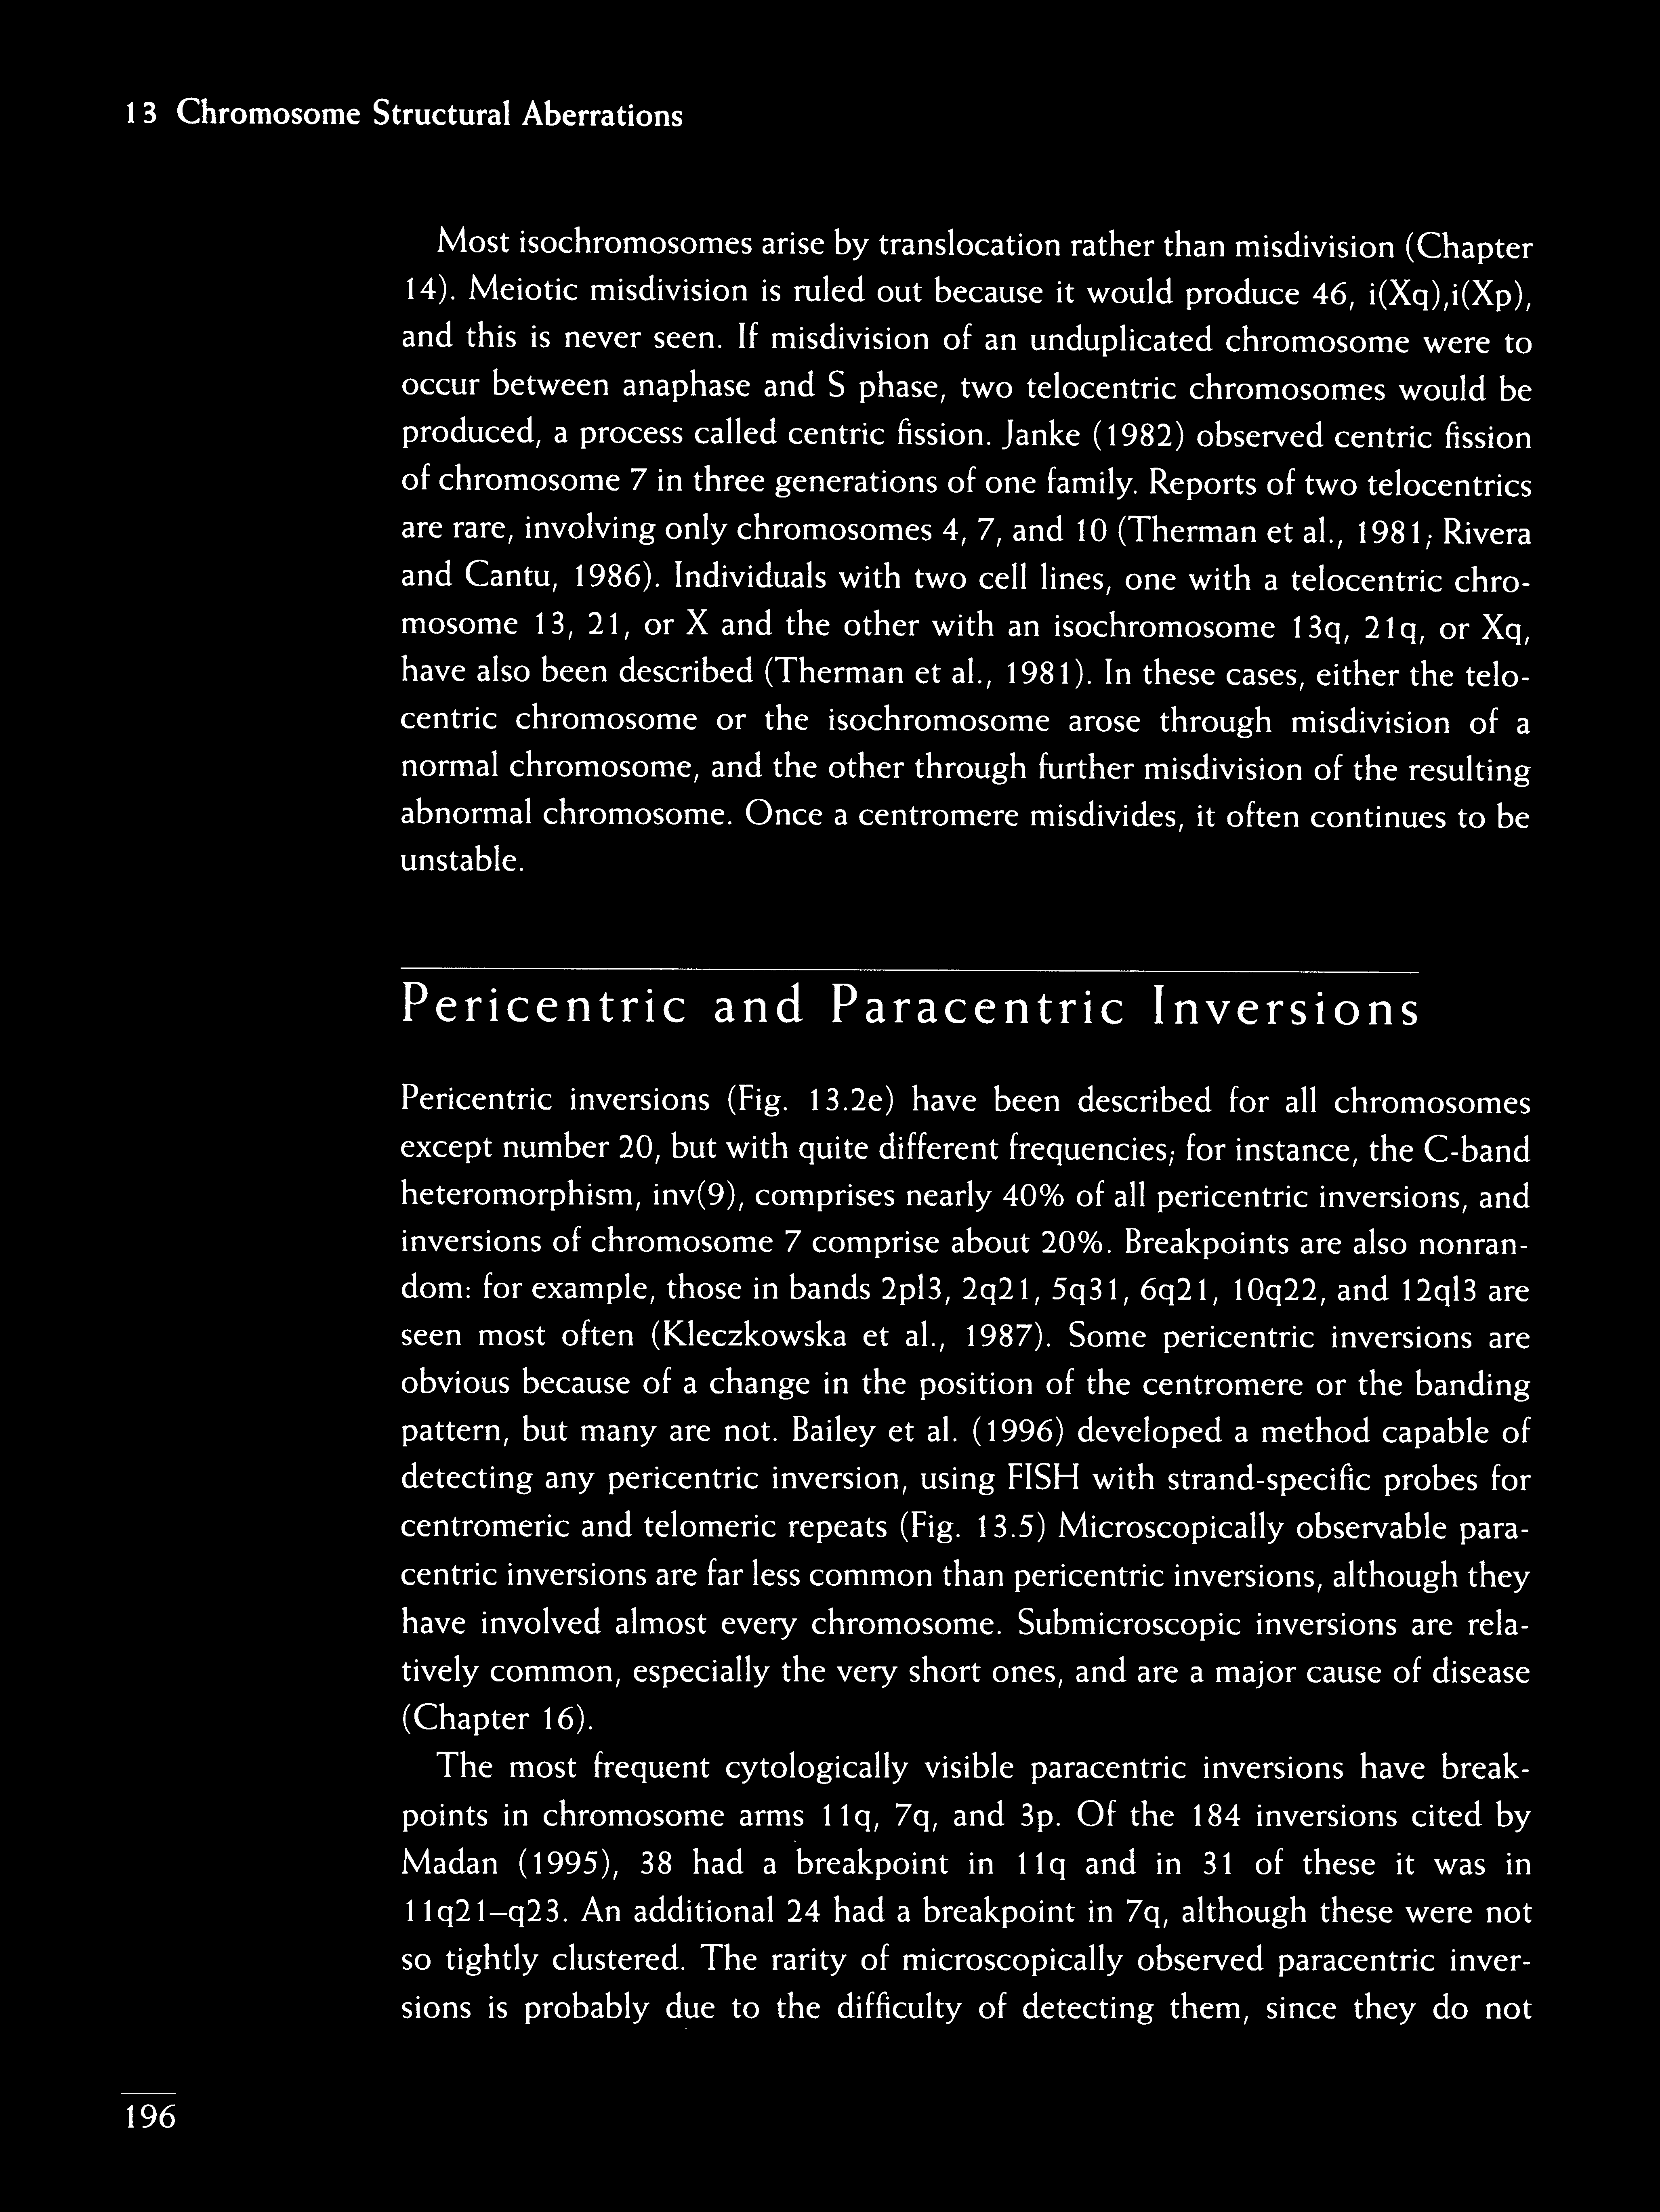 13 Chromosome Structural Aberrations
Most isochromosomes arise by translocation rather than misdivision (Chapter
14). Meiotic misdivision is ruled out because it would produce 46, i(Xq),i(Xp),
and this is never seen. If misdivision of an unduplicated chromosome were to
occur between anaphase and S phase, two telocentric chromosomes would be
produced, a process called centric fission. Janke (1982) observed centric fission
of chromosome 7 in three generations of one family. Reports of two telocentrics
are rare, involving only chromosomes 4, 7, and 10 (Therman et al., 1981; Rivera
and Cantu, 1986). Individuals with two cell lines, one with a telocentric chro-
mosome 13, 21, or X and the other with an isochromosome 13q, 21q, or Xq,
have also been described (Therman et al., 1981). In these cases, either the telo-
centric chromosome or the isochromosome arose through misdivision of a
normal chromosome, and the other through further misdivision of the resulting
abnormal chromosome. Once a centromere misdivides, it often continues to be
unstable.
Pericentric and Paracentric Inversions
Pericentric inversions (Fig. 13.2e) have been described for all chromosomes
except number 20, but with quite different frequencies; for instance, the C-band
heteromorphism, inv(9), comprises nearly 40% of all pericentric inversions, and
inversions of chromosome 7 comprise about 20%. Breakpoints are also nonran-
dom: for example, those in bands 2pl3, 2q21, 5q31, 6q21, 10q22, and 12ql3 are
seen most often (Kleczkowska et al., 1987). Some pericentric inversions are
obvious because of a change in the position of the centromere or the banding
pattern, but many are not. Bailey et al. (1996) developed a method capable of
detecting any pericentric inversion, using FISH with strand-specific probes for
centromeric and telomeric repeats (Fig. 13.5) Microscopically observable para-
centric inversions are far less common than pericentric inversions, although they
have involved almost every chromosome. Submicroscopic inversions are rela-
tively common, especially the very short ones, and are a major cause of disease
(Chapter 16).
The most frequent cytologically visible paracentric inversions have break-
points in chromosome arms 11q, 7q, and 3p. Of the 184 inversions cited by
Madan (1995), 38 had a breakpoint in 11q and in 31 of these it was in
11q21–q23. An additional 24 had a breakpoint in 7q, although these were not
so tightly clustered. The rarity of microscopically observed paracentric inver-
sions is probably due to the difficulty of detecting them, since they do not
196